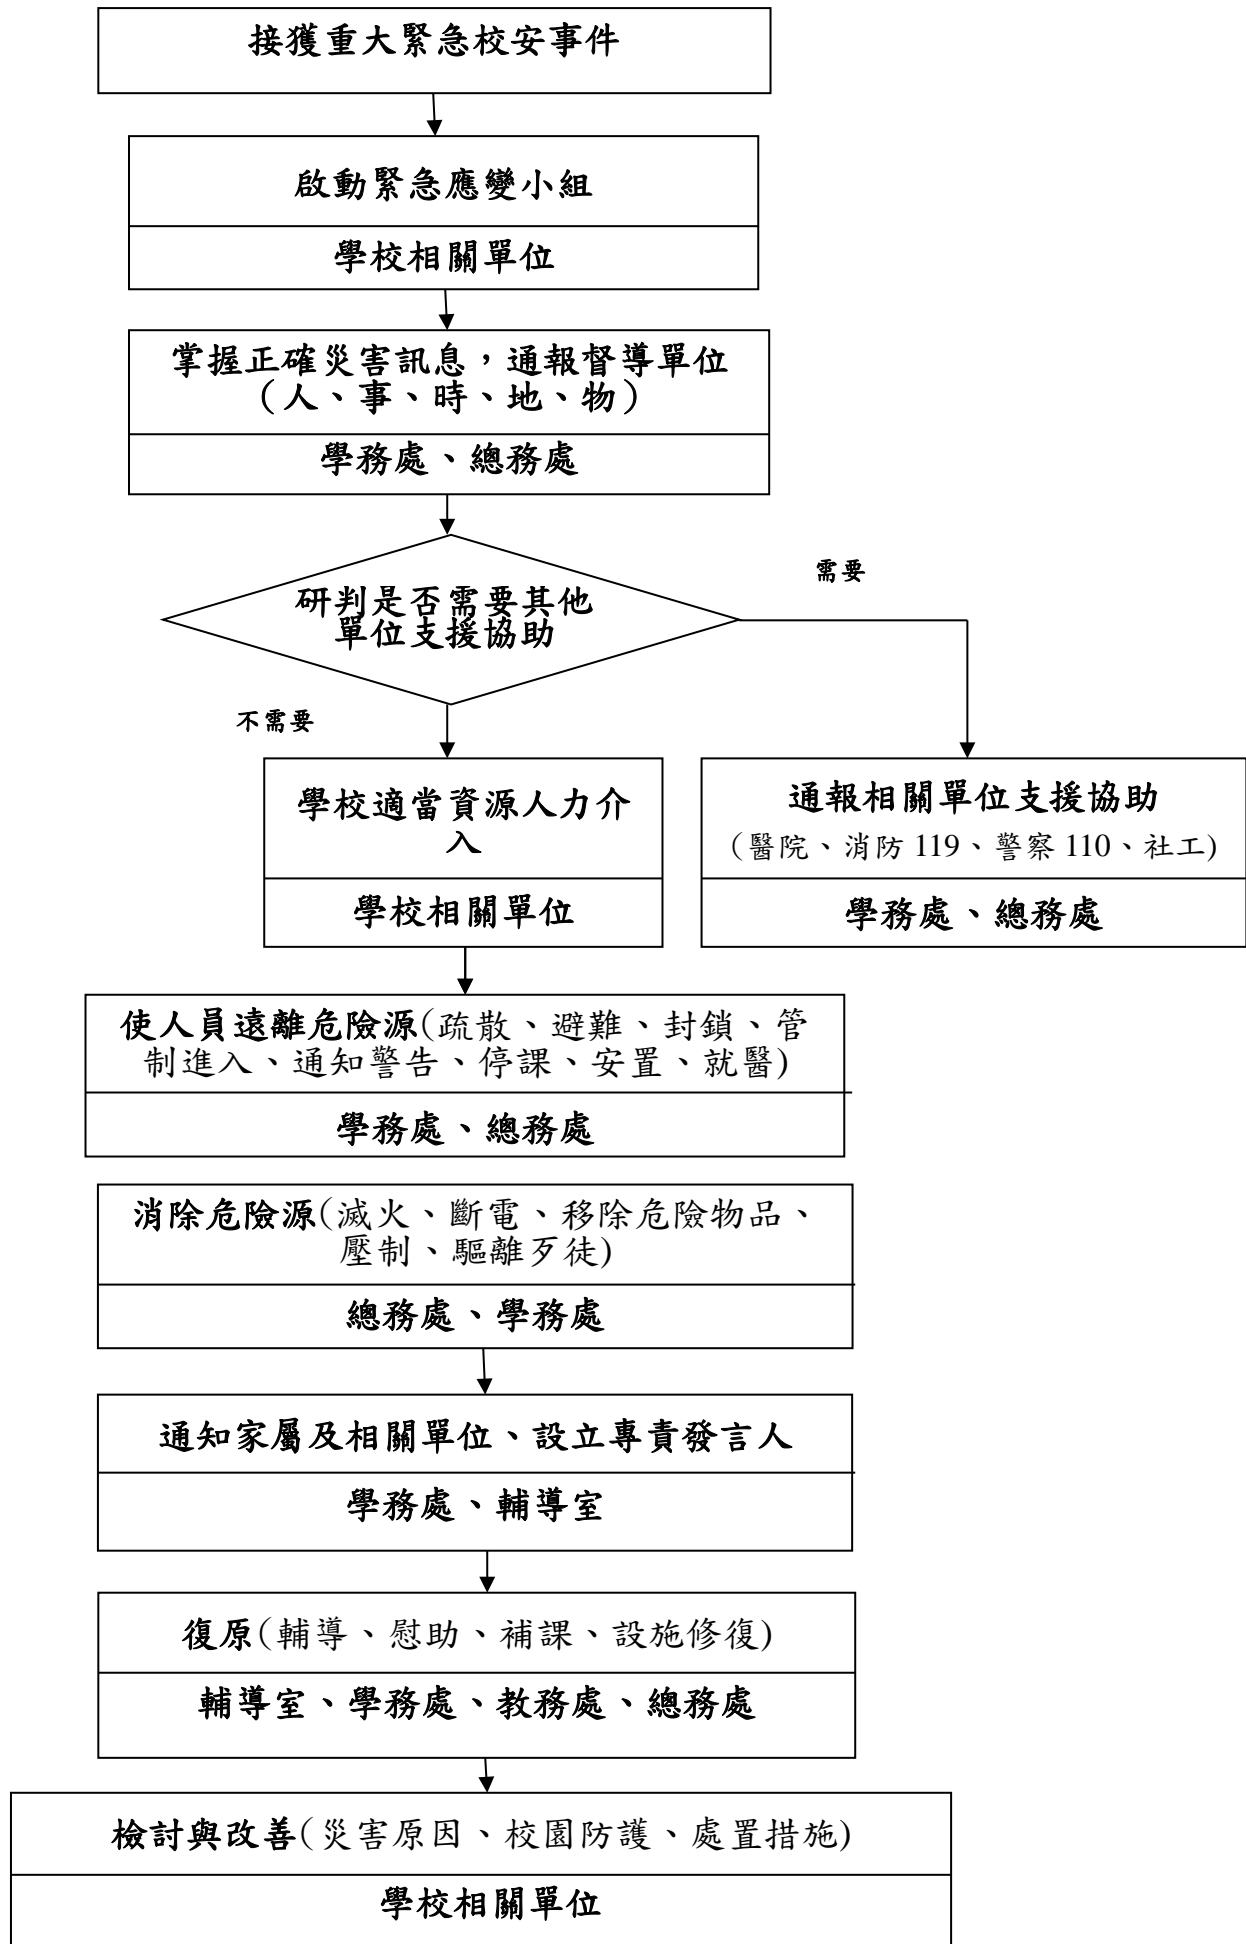 接獲重大緊急校安事件
啟動緊急應變小組
學校相關單位
掌握正確災害訊息，通報督導單位
（人、事、時、地、物）
學務處、總務處
研判是否需要其他
單位支援協助
需要
不需要
學校適當資源人力介
入
學校相關單位
通報相關單位支援協助
（醫院、消防 119、警察 110、社工)
學務處、總務處
使人員遠離危險源(疏散、避難、封鎖、管
制進入、通知警告、停課、安置、就醫)
學務處、總務處
消除危險源(滅火、斷電、移除危險物品、
壓制、驅離歹徒)
總務處、學務處
通知家屬及相關單位、設立專責發言人
學務處、輔導室
復原(輔導、慰助、補課、設施修復)
輔導室、學務處、教務處、總務處
檢討與改善(災害原因、校園防護、處置措施)
學校相關單位